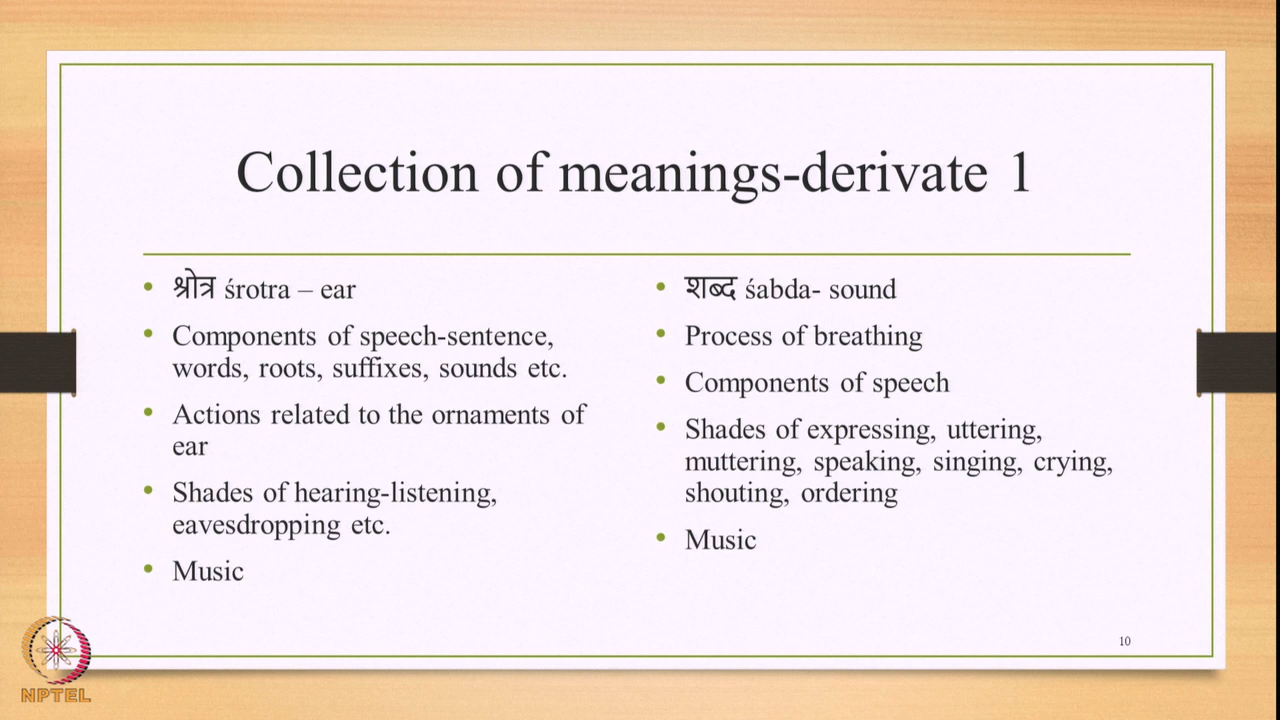 Collection of meanings-derivate 1
• श्रोत्र śrotra – ear
• Components of speech-sentence,
words, roots, suffixes, sounds etc.
• Actions related to the ornaments of
ear
• Shades of hearing-listening,
eavesdropping etc.
• Music
• शब्द śabda- sound
• Process of breathing
• Components of speech
• Shades of expressing, uttering,
muttering, speaking, singing, crying,
shouting, ordering
• Music
10
NPTEL